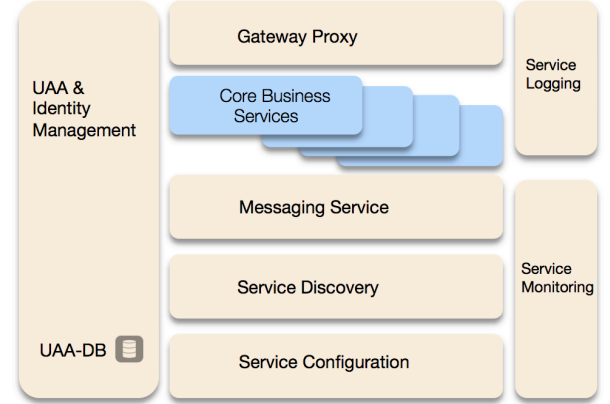 UAA &
Identity
Management
UAA-DB
Gateway Proxy
Core Business
Services
Messaging Service
Service Discovery
Service Configuration
Service
Logging
Service
Monitoring